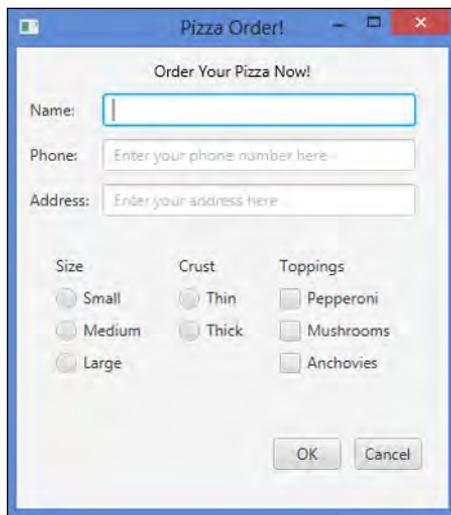 Pizza Order!
Order Your Pizza Now!
Name:
Phone: Enter your phone number here
Address: Enter your address here
Size Crust Toppings
Small Thin Pepperoni
Medium Thick Mushrooms
Large Anchovies
OK Cancel